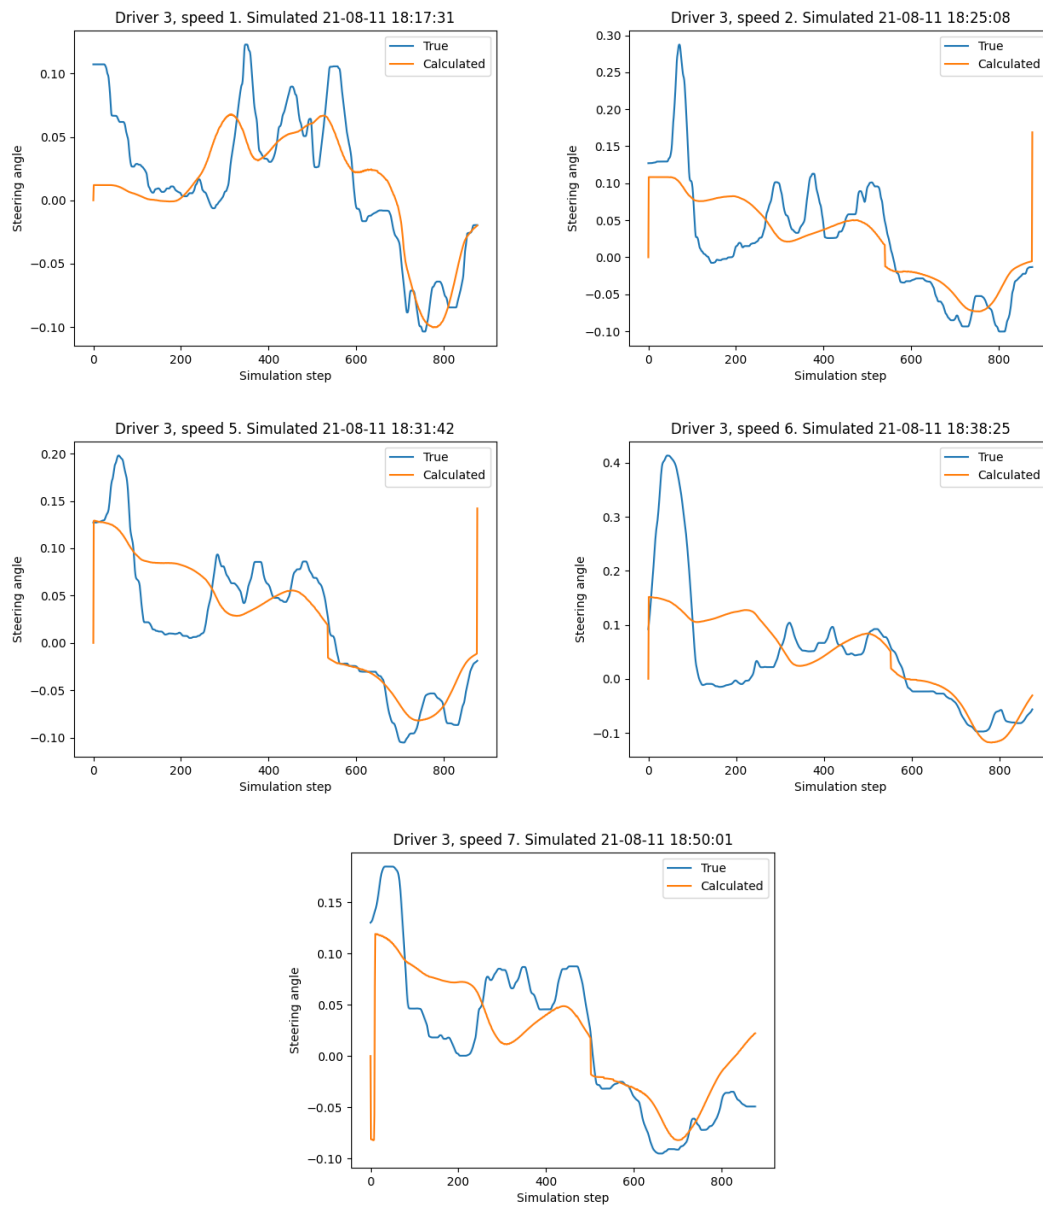 Driver 3, speed 1. Simulated 21-08-11 18:17:31
True
Calculated
Steering angle
0.10
0.05
0.00
−0.05
−0.10
0 200 400 600 800
Simulation step
Driver 3, speed 2. Simulated 21-08-11 18:25:08
True
Calculated
Steering angle
0.30
0.25
0.20
0.15
0.10
0.05
0.00
−0.05
−0.10
0 200 400 600 800
Simulation step
Driver 3, speed 5. Simulated 21-08-11 18:31:42
True
Calculated
Steering angle
0.20
0.15
0.10
0.05
0.00
−0.05
−0.10
0 200 400 600 800
Simulation step
Driver 3, speed 6. Simulated 21-08-11 18:38:25
True
Calculated
Steering angle
0.4
0.3
0.2
0.1
0.0
−0.1
0 200 400 600 800
Simulation step
Driver 3, speed 7. Simulated 21-08-11 18:50:01
True
Calculated
Steering angle
0.15
0.10
0.05
0.00
−0.05
−0.10
0 200 400 600 800
Simulation step